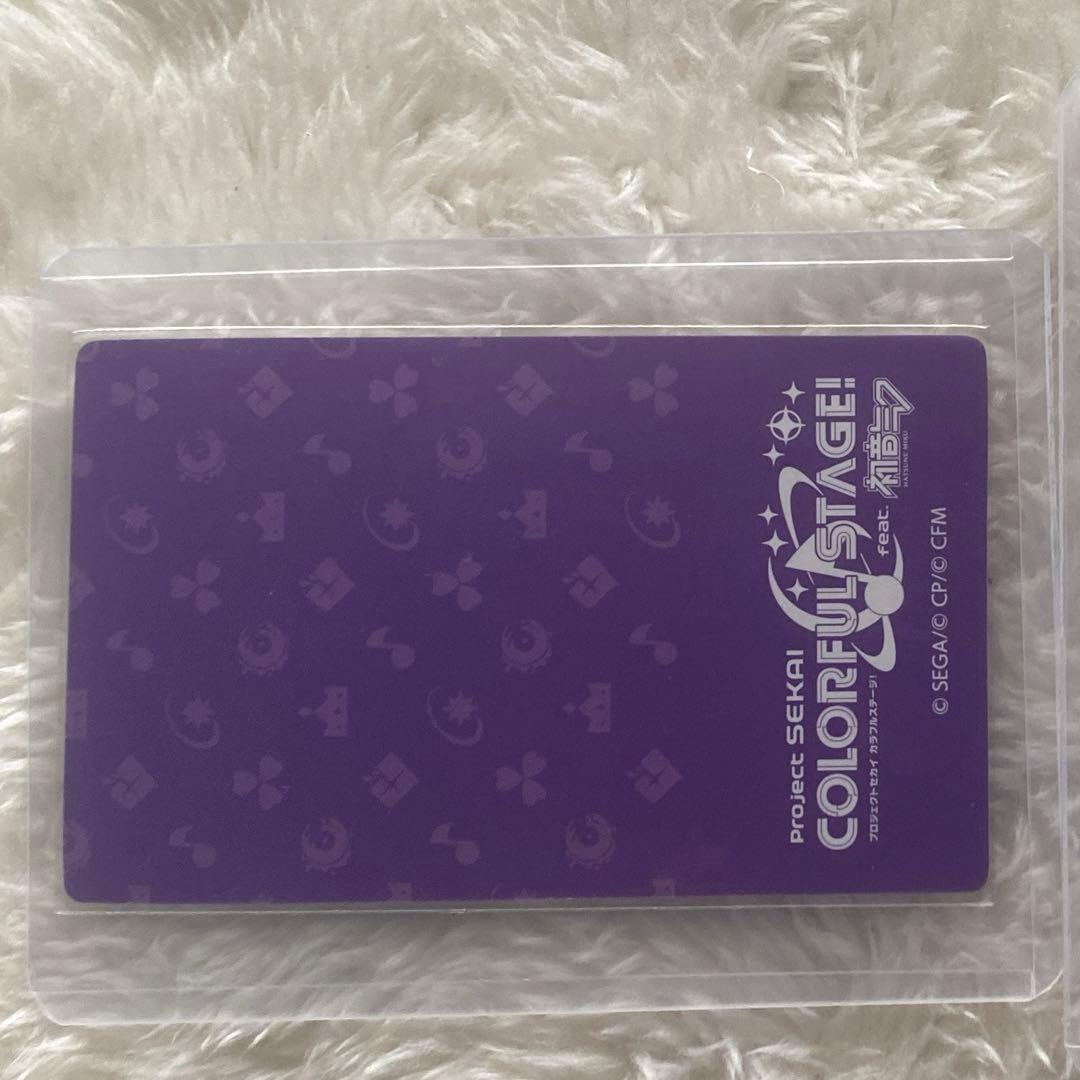 Project SEKAI
COLORFUL STAGE!
プロジェクトセカイ カラフルステージ!
feat. 初音ミク
HATSUNE MIKU
© SEGA/© CP/© CFM